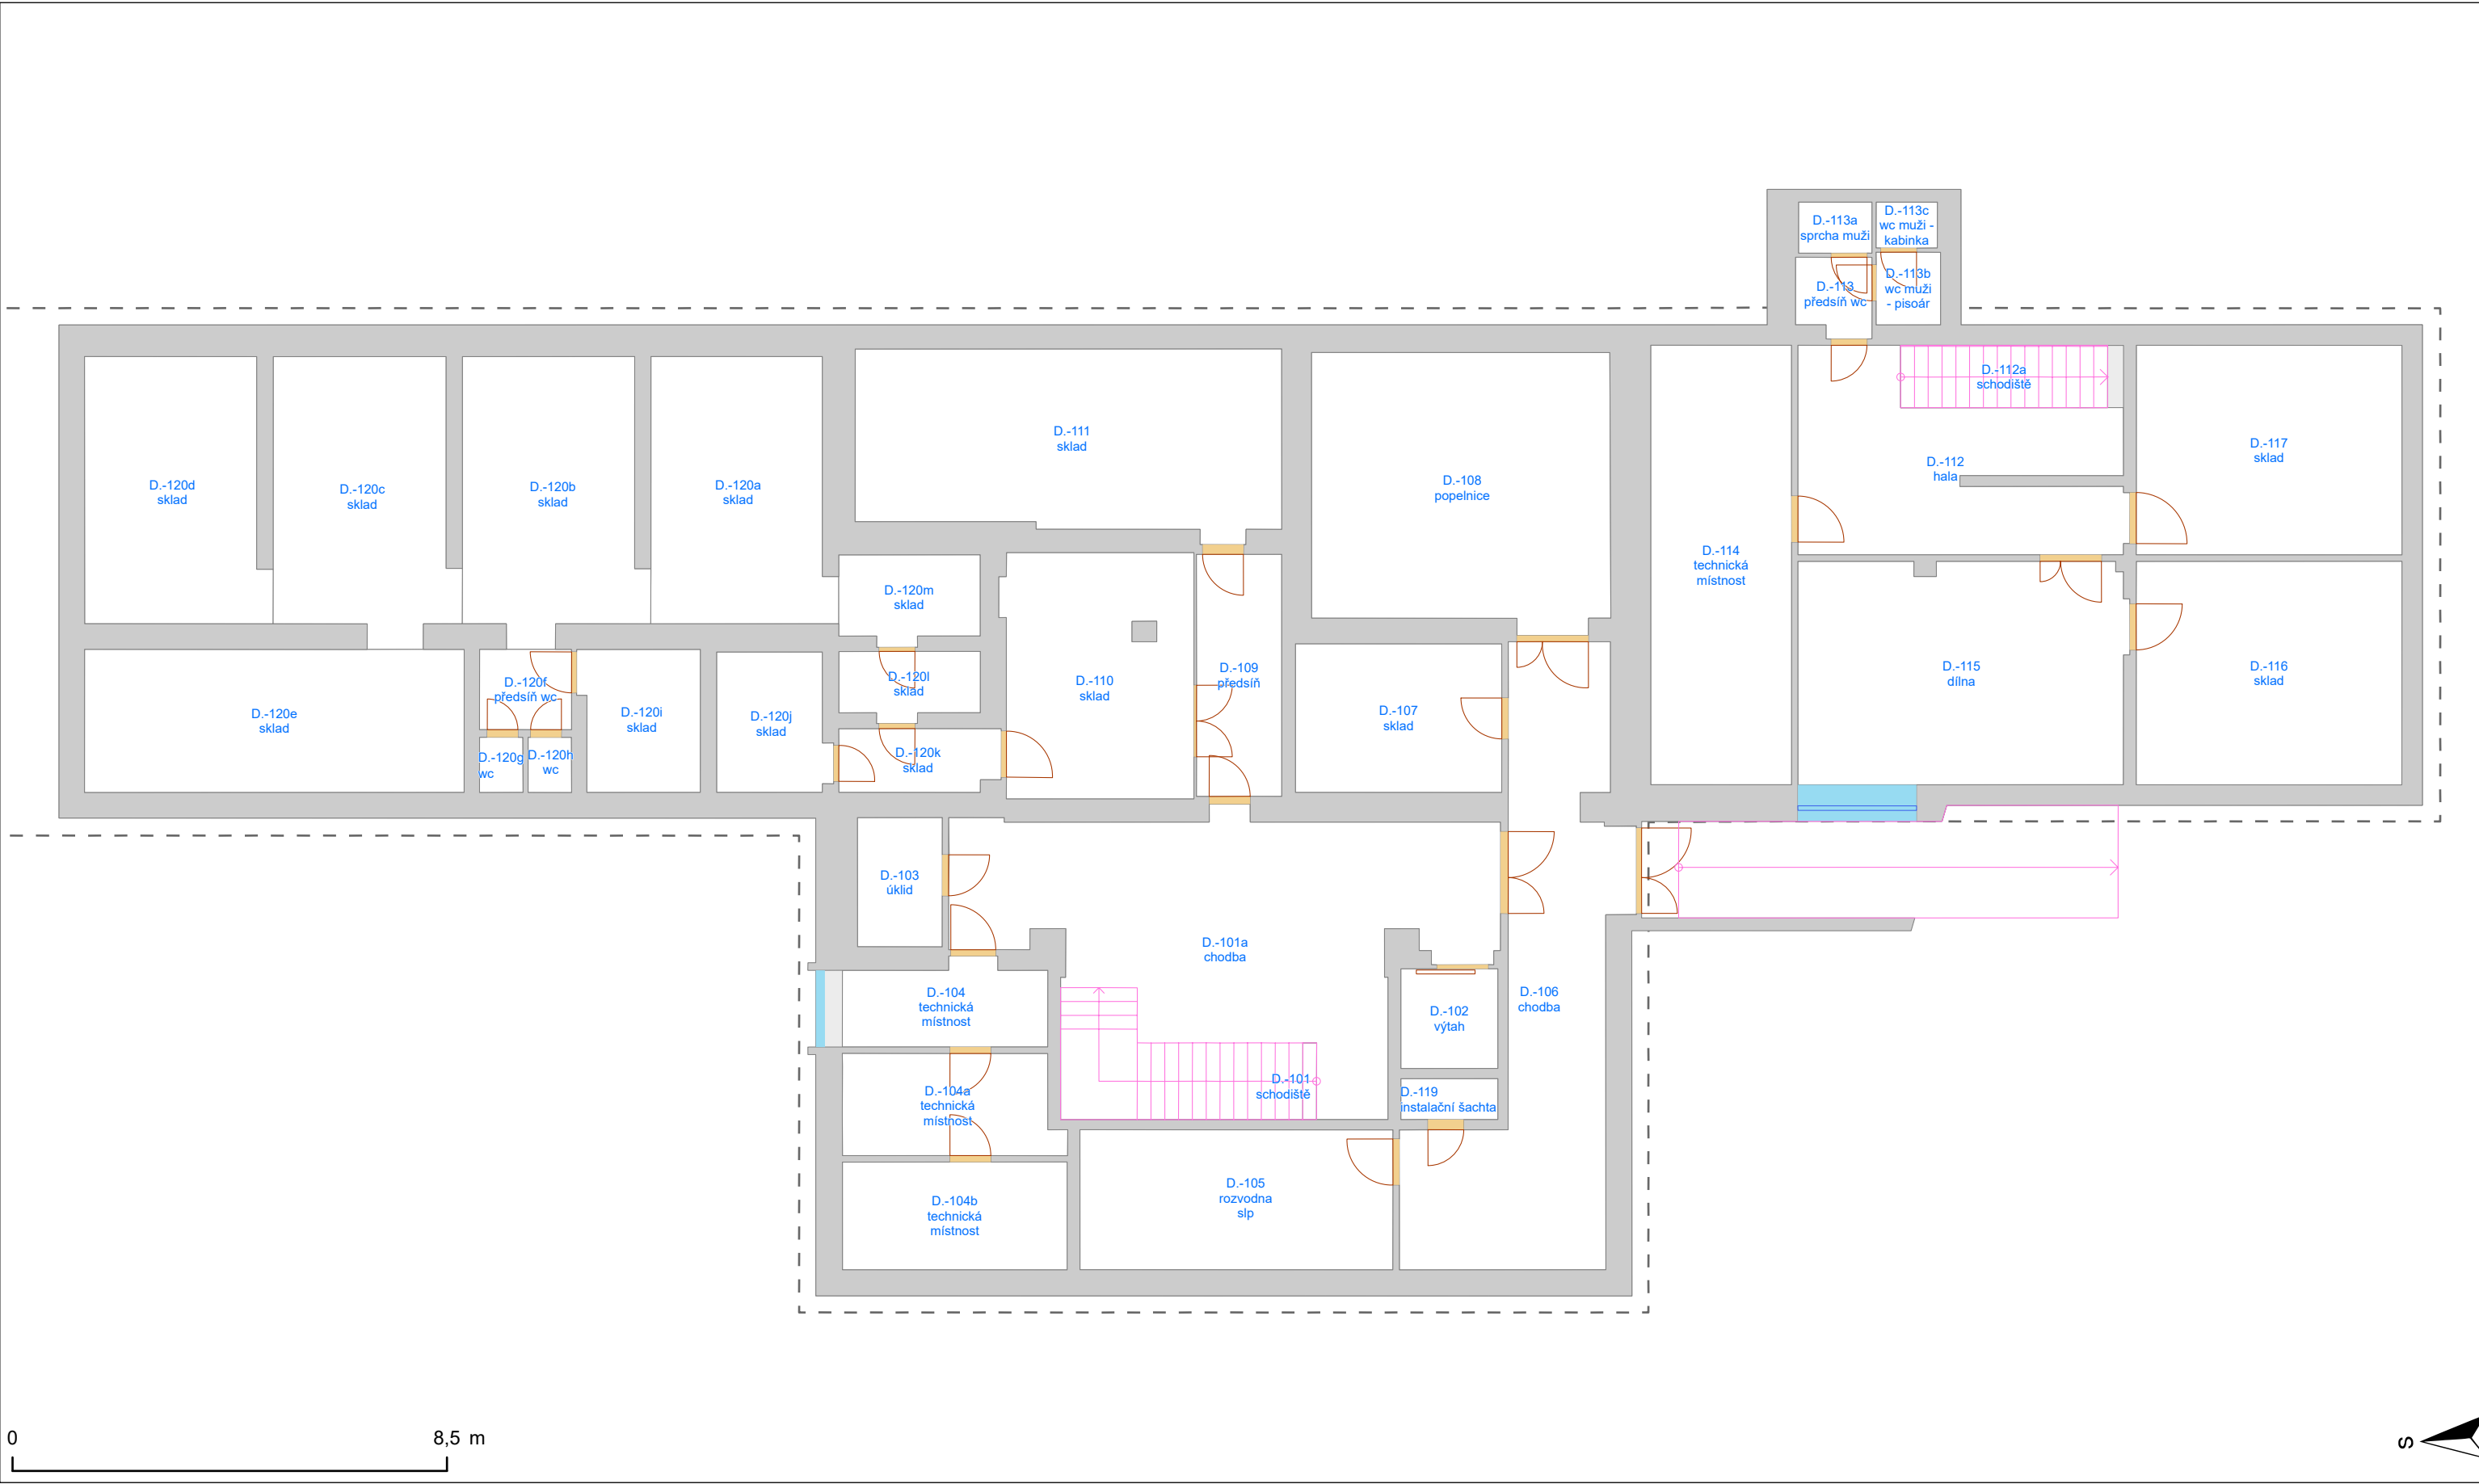 D.-113a
sprcha muži
D.-113c
wc muži -
kabinka
D.-113
předsíň wc
D.-113b
wc muži
- pisoár
D.-112a
schodiště
D.-111
sklad
D.-117
sklad
D.-112
hala
D.-120d
sklad
D.-120c
sklad
D.-120b
sklad
D.-120a
sklad
D.-108
popelnice
D.-114
technická
místnost
D.-120m
sklad
D.-120l
sklad
D.-110
sklad
D.-109
předsíň
D.-115
dílna
D.-116
sklad
D.-120f
předsíň wc
D.-120e
sklad
D.-120i
sklad
D.-120j
sklad
D.-107
sklad
D.-120g
wc
D.-120h
wc
D.-120k
sklad
D.-103
úklid
D.-101a
chodba
D.-104
technická
místnost
D.-102
výtah
D.-106
chodba
D.-101
schodiště
D.-104a
technická
místnost
D.-119
instalační šachta
D.-105
rozvodna
slp
D.-104b
technická
místnost
0
8,5 m
S